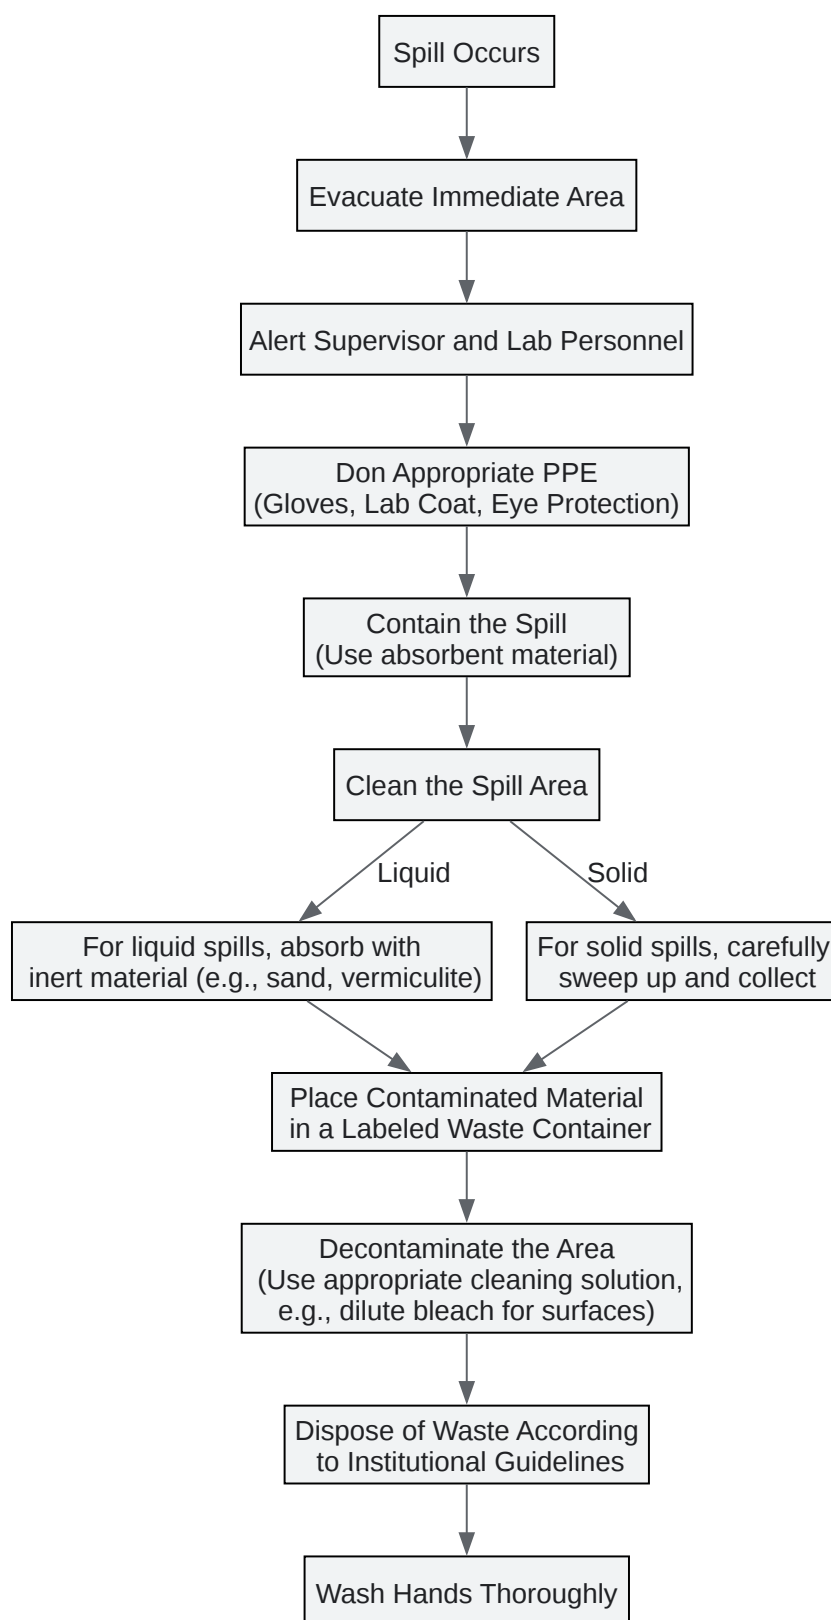 Spill Occurs
Evacuate Immediate Area
Alert Supervisor and Lab Personnel
Don Appropriate PPE
(Gloves, Lab Coat, Eye Protection)
Contain the Spill
(Use absorbent material)
Clean the Spill Area
Liquid
Solid
For liquid spills, absorb with
inert material (e.g., sand, vermiculite)
For solid spills, carefully
sweep up and collect
Place Contaminated Material
in a Labeled Waste Container
Decontaminate the Area
(Use appropriate cleaning solution,
e.g., dilute bleach for surfaces)
Dispose of Waste According
to Institutional Guidelines
Wash Hands Thoroughly